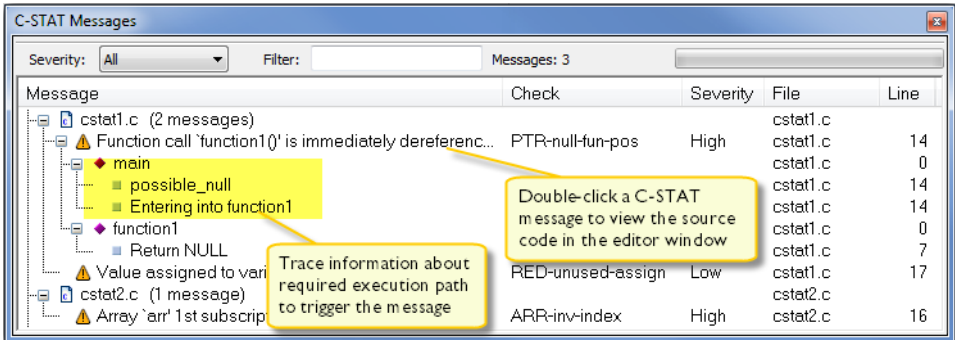 C-STAT Messages
Severity: All Filter: Messages: 3
Message Check Severity File Line
cstat1.c (2 messages) cstat1.c
Function call `function1()' is immediately dereferenc... PTR-null-fun-pos High cstat1.c 14
main cstat1.c 0
possible_null cstat1.c 14
Entering into function1 cstat1.c 14
function1 cstat1.c 0
Return NULL cstat1.c 7
Value assigned to vari RED-unused-assign Low cstat1.c 17
cstat2.c (1 message) cstat2.c
Array `arr' 1st subscript ARR-inv-index High cstat2.c 16
Double-click a C-STAT
message to view the source
code in the editor window
Trace information about
required execution path
to trigger the message